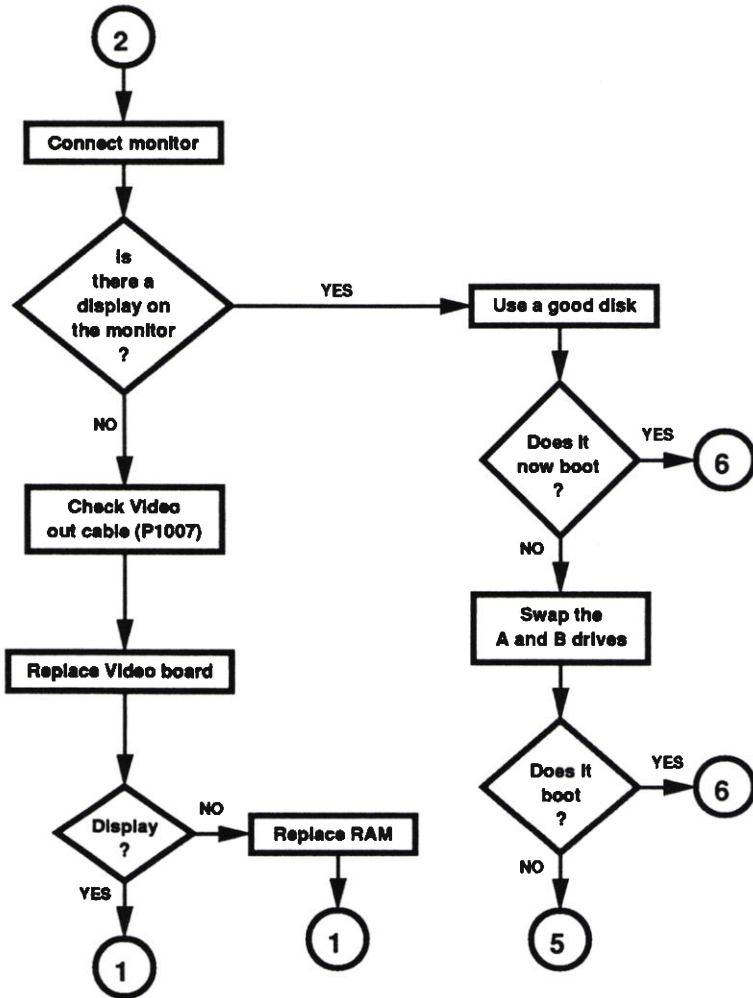 2
Connect monitor
Is
there a
display on
the monitor
?
YES
Use a good disk
NO
Does it
now boot
?
YES
6
Check Video
out cable (P1007)
NO
Swap the
A and B drives
Replace Video board
Does it
boot
?
YES
6
Display
?
NO
Replace RAM
YES
NO
1
1
5